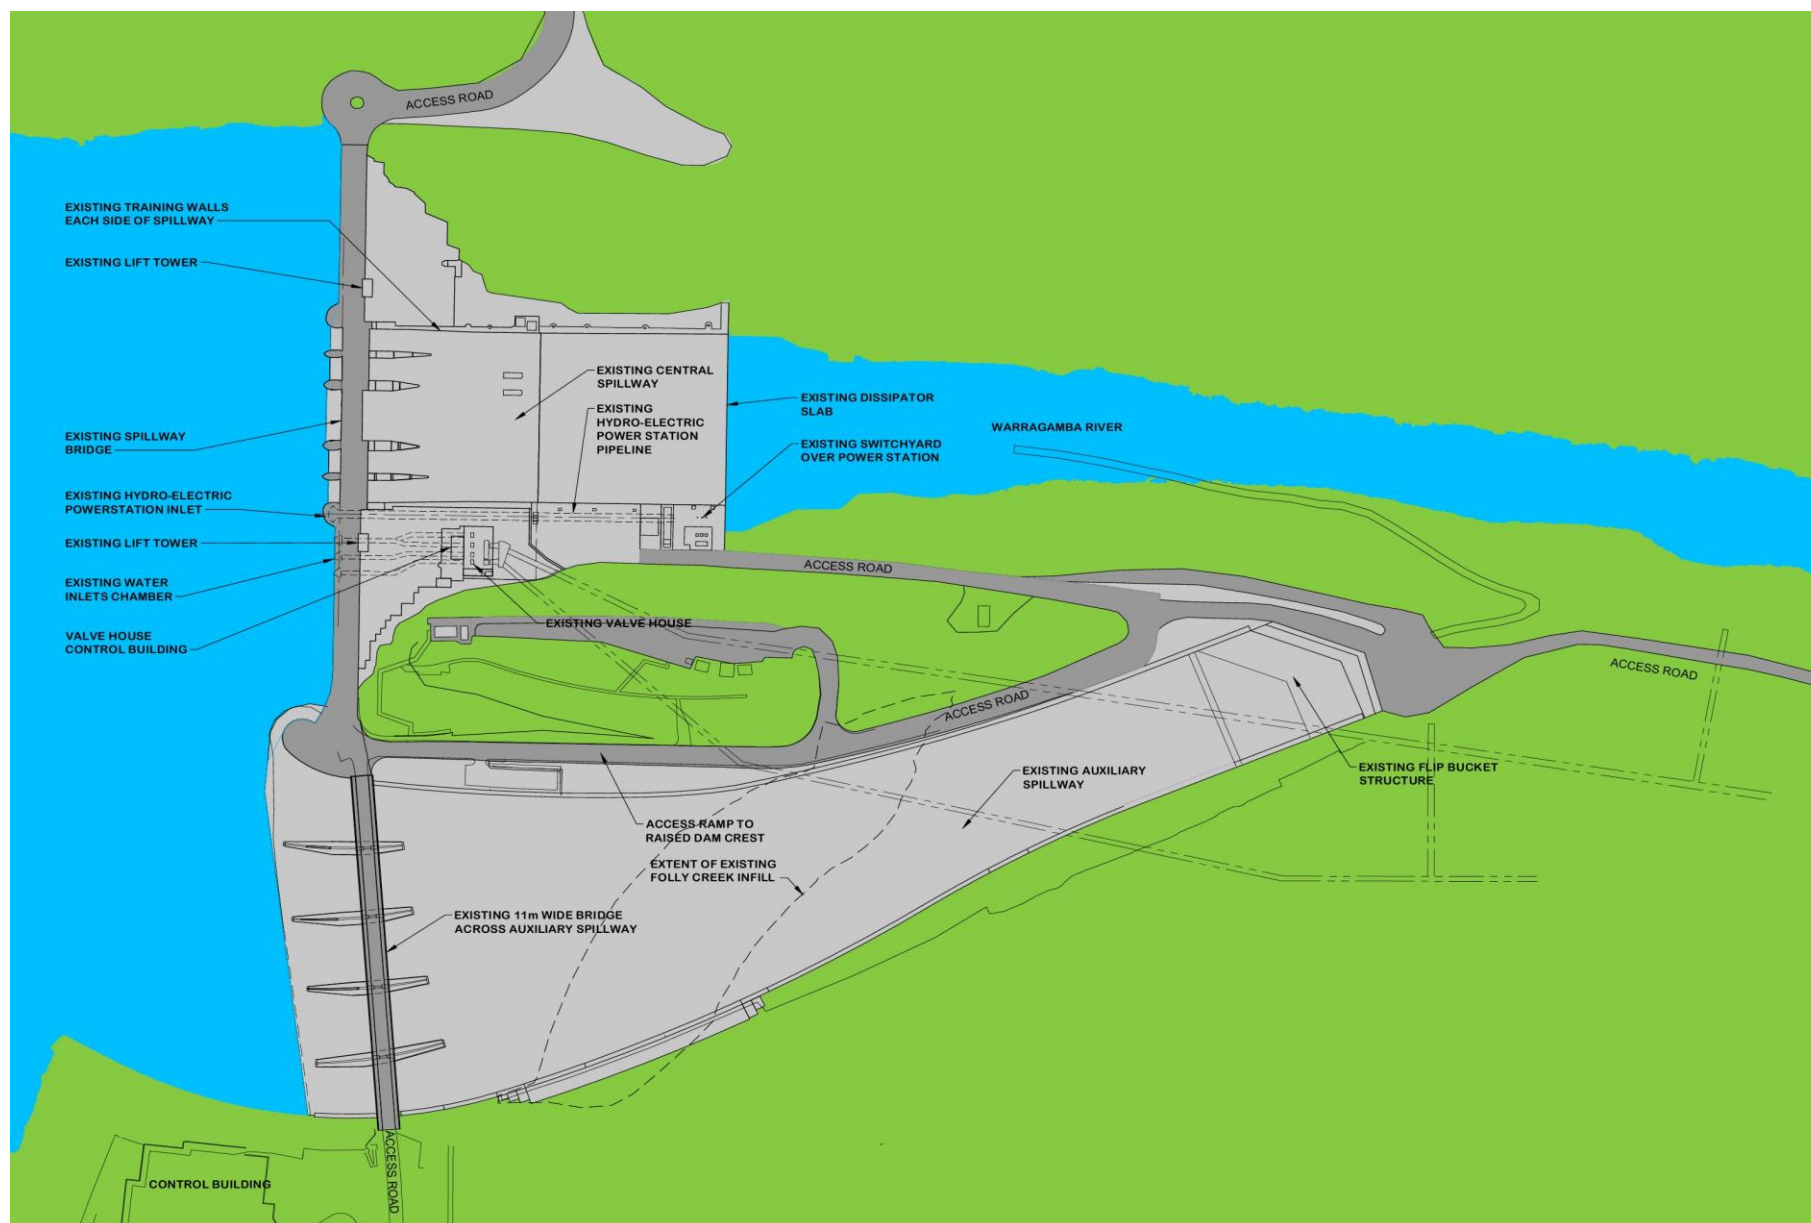 ACCESS ROAD
EXISTING TRAINING WALLS
EACH SIDE OF SPILLWAY
EXISTING LIFT TOWER
EXISTING SPILLWAY
BRIDGE
EXISTING HYDRO-ELECTRIC
POWERSTATION INLET
EXISTING LIFT TOWER
EXISTING WATER
INLETS CHAMBER
VALVE HOUSE
CONTROL BUILDING
EXISTING CENTRAL
SPILLWAY
EXISTING
HYDRO-ELECTRIC
POWER STATION
PIPELINE
EXISTING DISSIPATOR
SLAB
EXISTING SWITCHYARD
OVER POWER STATION
WARRAGAMBA RIVER
ACCESS ROAD
EXISTING VALVE HOUSE
ACCESS ROAD
ACCESS ROAD
EXISTING AUXILIARY
SPILLWAY
EXISTING FLIP BUCKET
STRUCTURE
ACCESS RAMP TO
RAISED DAM CREST
EXTENT OF EXISTING
FOLLY CREEK INFILL
EXISTING 11m WIDE BRIDGE
ACROSS AUXILIARY SPILLWAY
ACCESS ROAD
CONTROL BUILDING